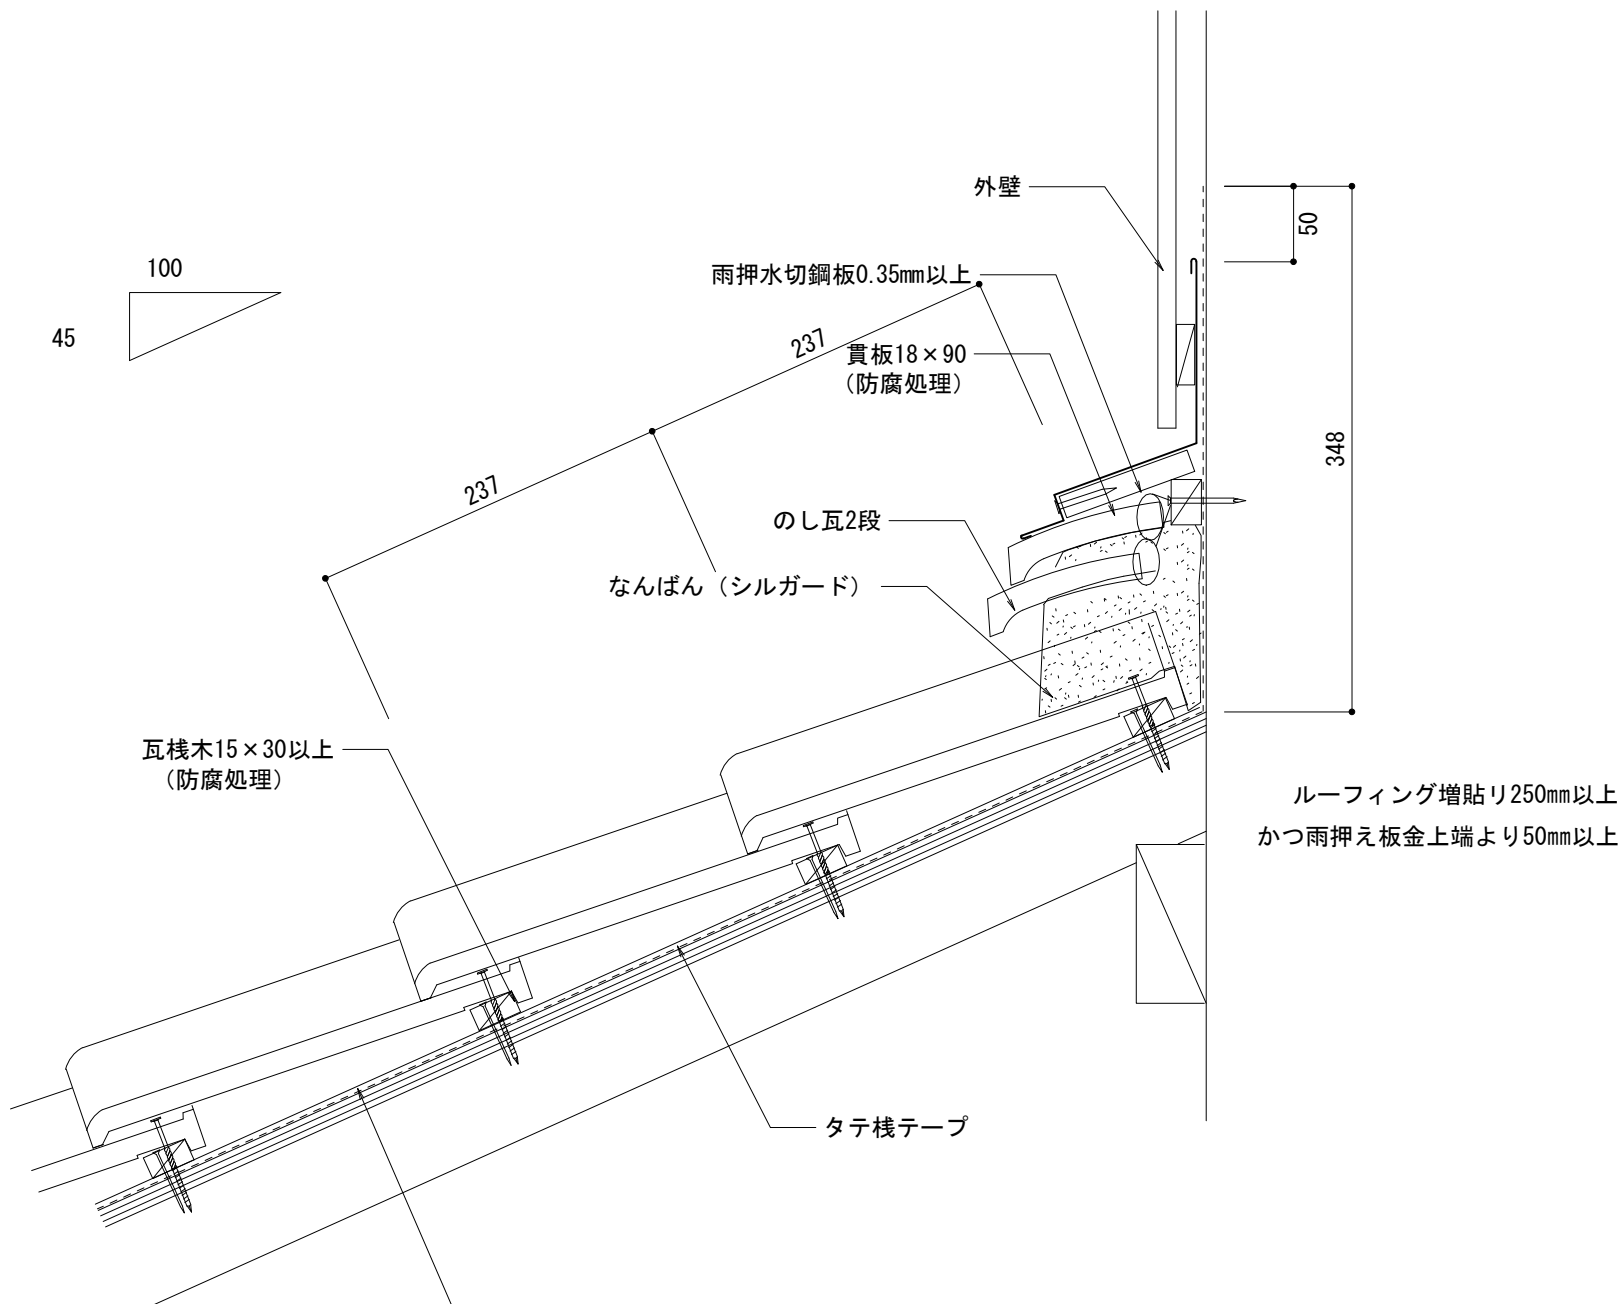 外壁
50
100
雨押水切鋼板0.35mm以上
45
237
貫板18×90
（防腐処理）
348
237
のし瓦2段
なんばん（シルガード）
瓦桟木15×30以上
（防腐処理）
ルーフィング増貼り250mm以上
かつ雨押え板金上端より50mm以上
タテ桟テープ